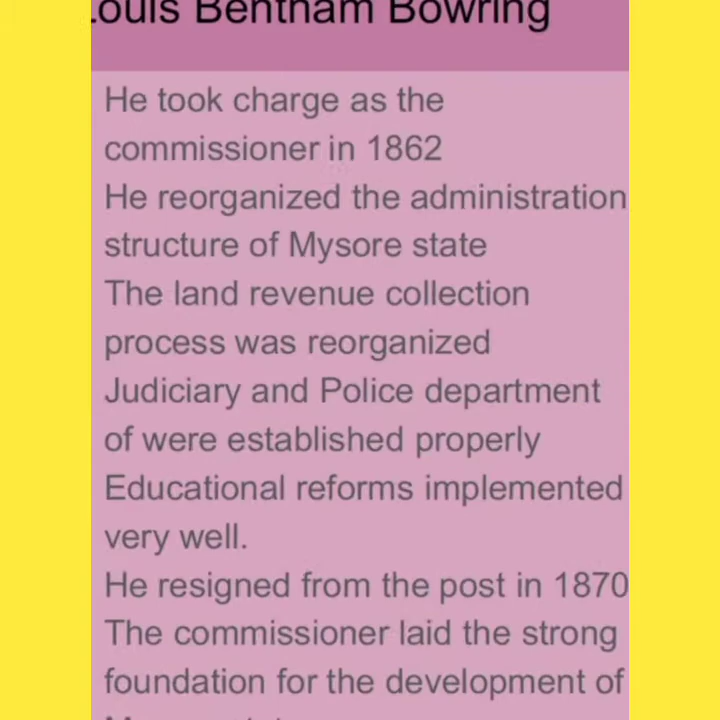 Louis Bentham Bowring
He took charge as the
commissioner in 1862
He reorganized the administration
structure of Mysore state
The land revenue collection
process was reorganized
Judiciary and Police department
of were established properly
Educational reforms implemented
very well.
He resigned from the post in 1870
The commissioner laid the strong
foundation for the development of